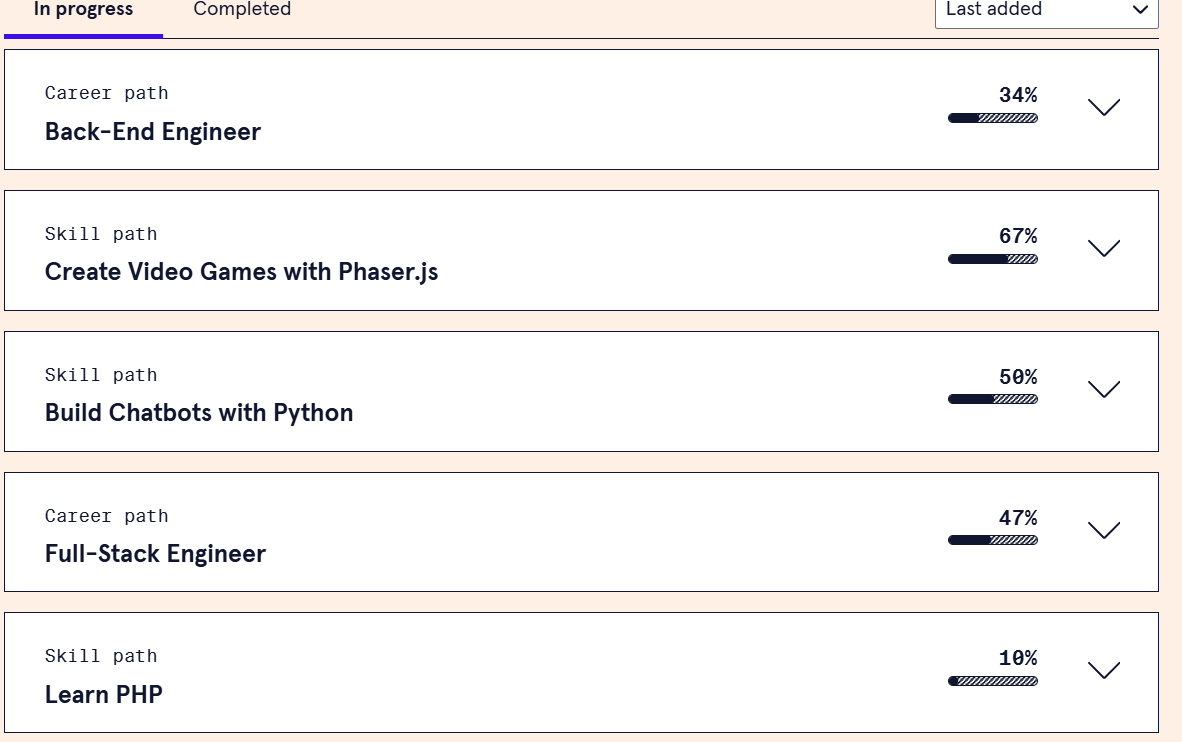 In progress
Completed
Last added
Career path
34%
Back-End Engineer
Skill path
67%
Create Video Games with Phaser.js
Skill path
50%
Build Chatbots with Python
Career path
47%
Full-Stack Engineer
Skill path
10%
Learn PHP